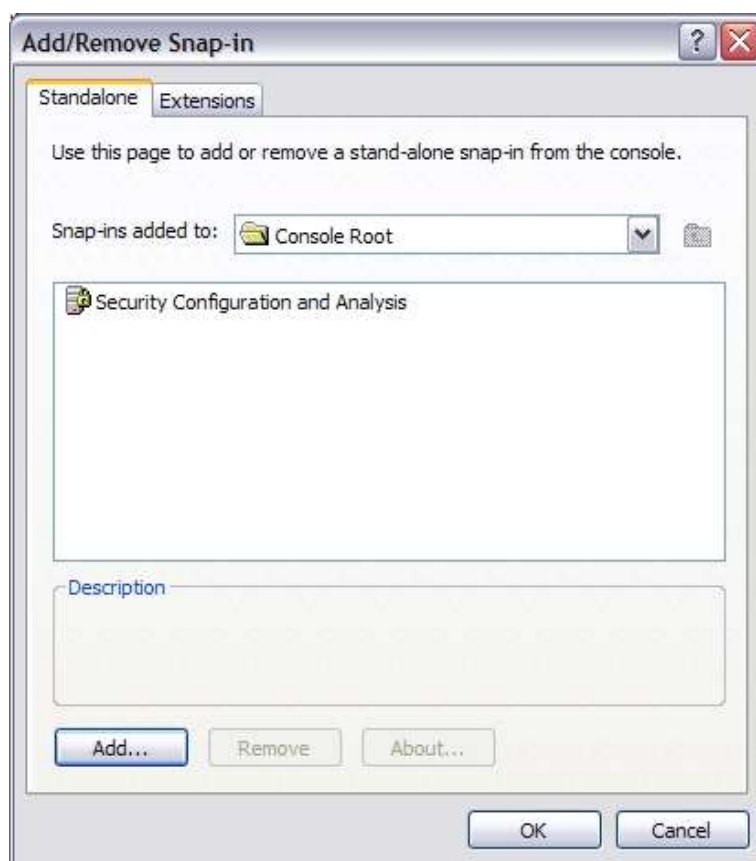 Add/Remove Snap-in
?
Standalone
Extensions
Use this page to add or remove a stand-alone snap-in from the console.
Snap-ins added to:
Console Root
Security Configuration and Analysis
Description
Add...
Remove
About...
OK
Cancel